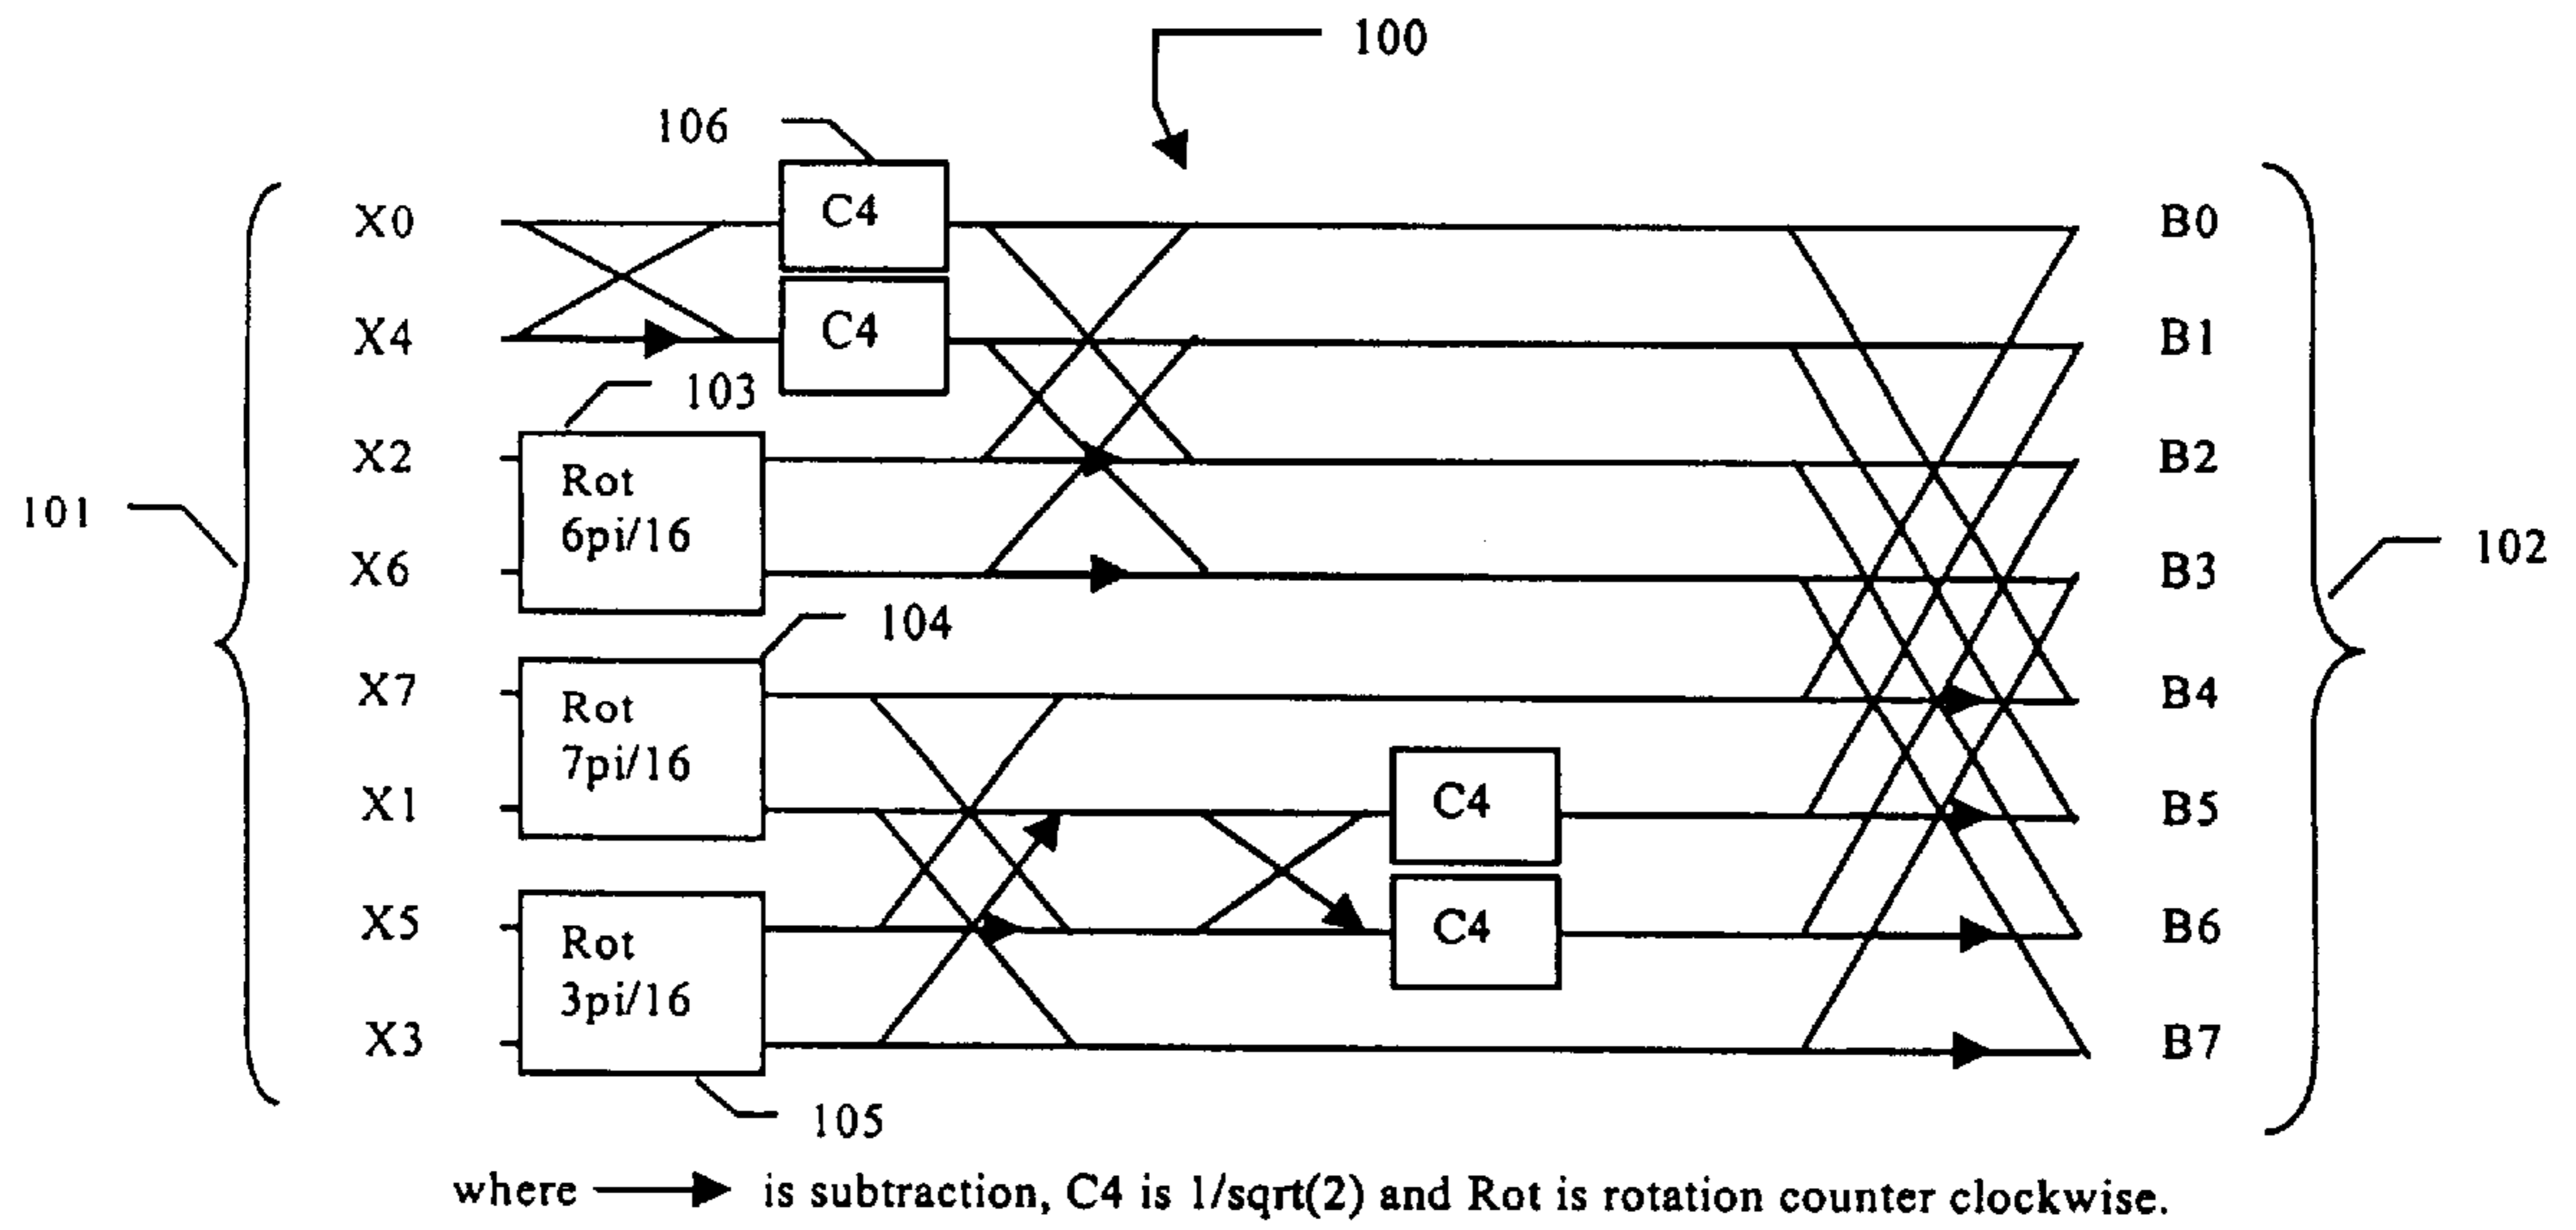 100
106
X0
C4
B0
X4
C4
B1
103
X2
Rot
6pi/16
B2
101
102
X6
B3
104
X7
Rot
7pi/16
B4
X1
C4
B5
X5
Rot
3pi/16
C4
B6
X3
B7
105
where is subtraction, C4 is 1/sqrt(2) and Rot is rotation counter clockwise.